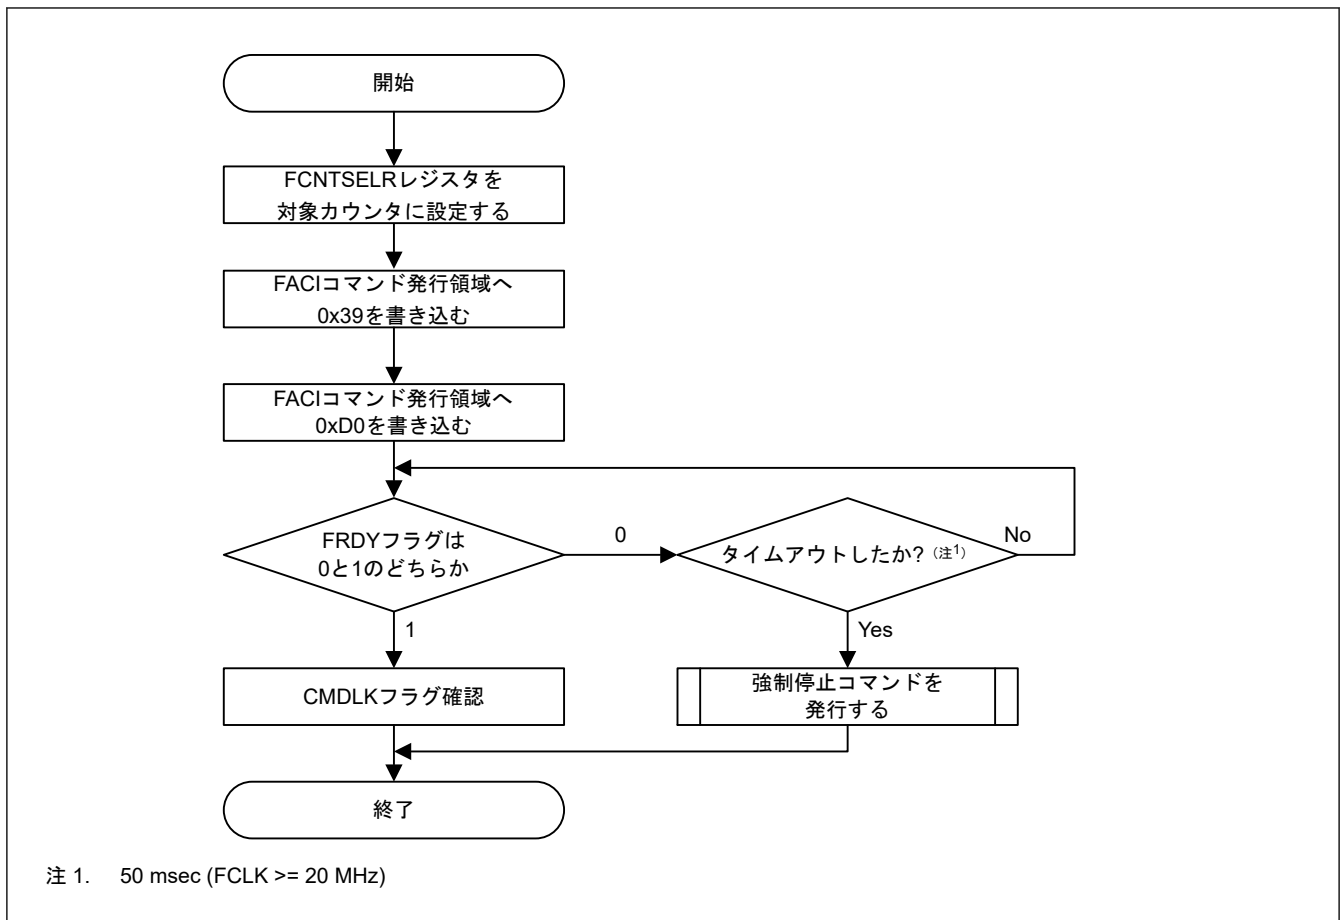 開始
FCNTSELRレジスタを
対象カウンタに設定する
FACIコマンド発行領域へ
0x39を書き込む
FACIコマンド発行領域へ
0xD0を書き込む
FRDYフラグは
0と1のどちらか
0
タイムアウトしたか? (注1)
No
1
Yes
CMDLKフラグ確認
強制停止コマンドを
発行する
終了
注 1. 50 msec (FCLK >= 20 MHz)